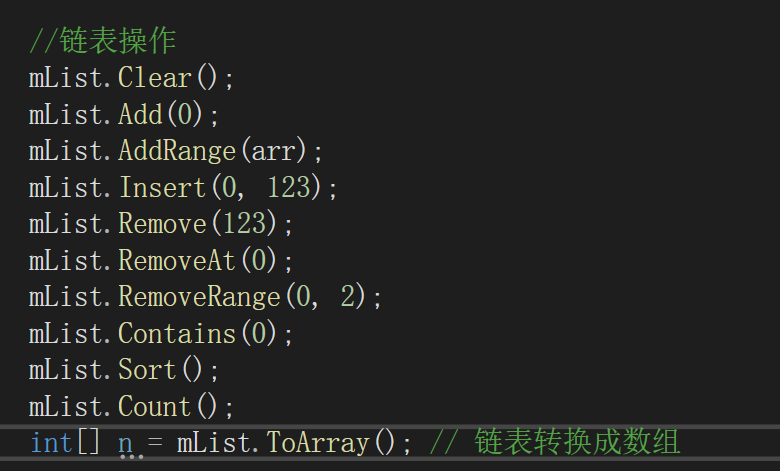 //链表操作
mList.Clear();
mList.Add(0);
mList.AddRange(arr);
mList.Insert(0, 123);
mList.Remove(123);
mList.RemoveAt(0);
mList.RemoveRange(0, 2);
mList.Contains(0);
mList.Sort();
mList.Count();
int[] n = mList.ToArray(); // 链表转换成数组